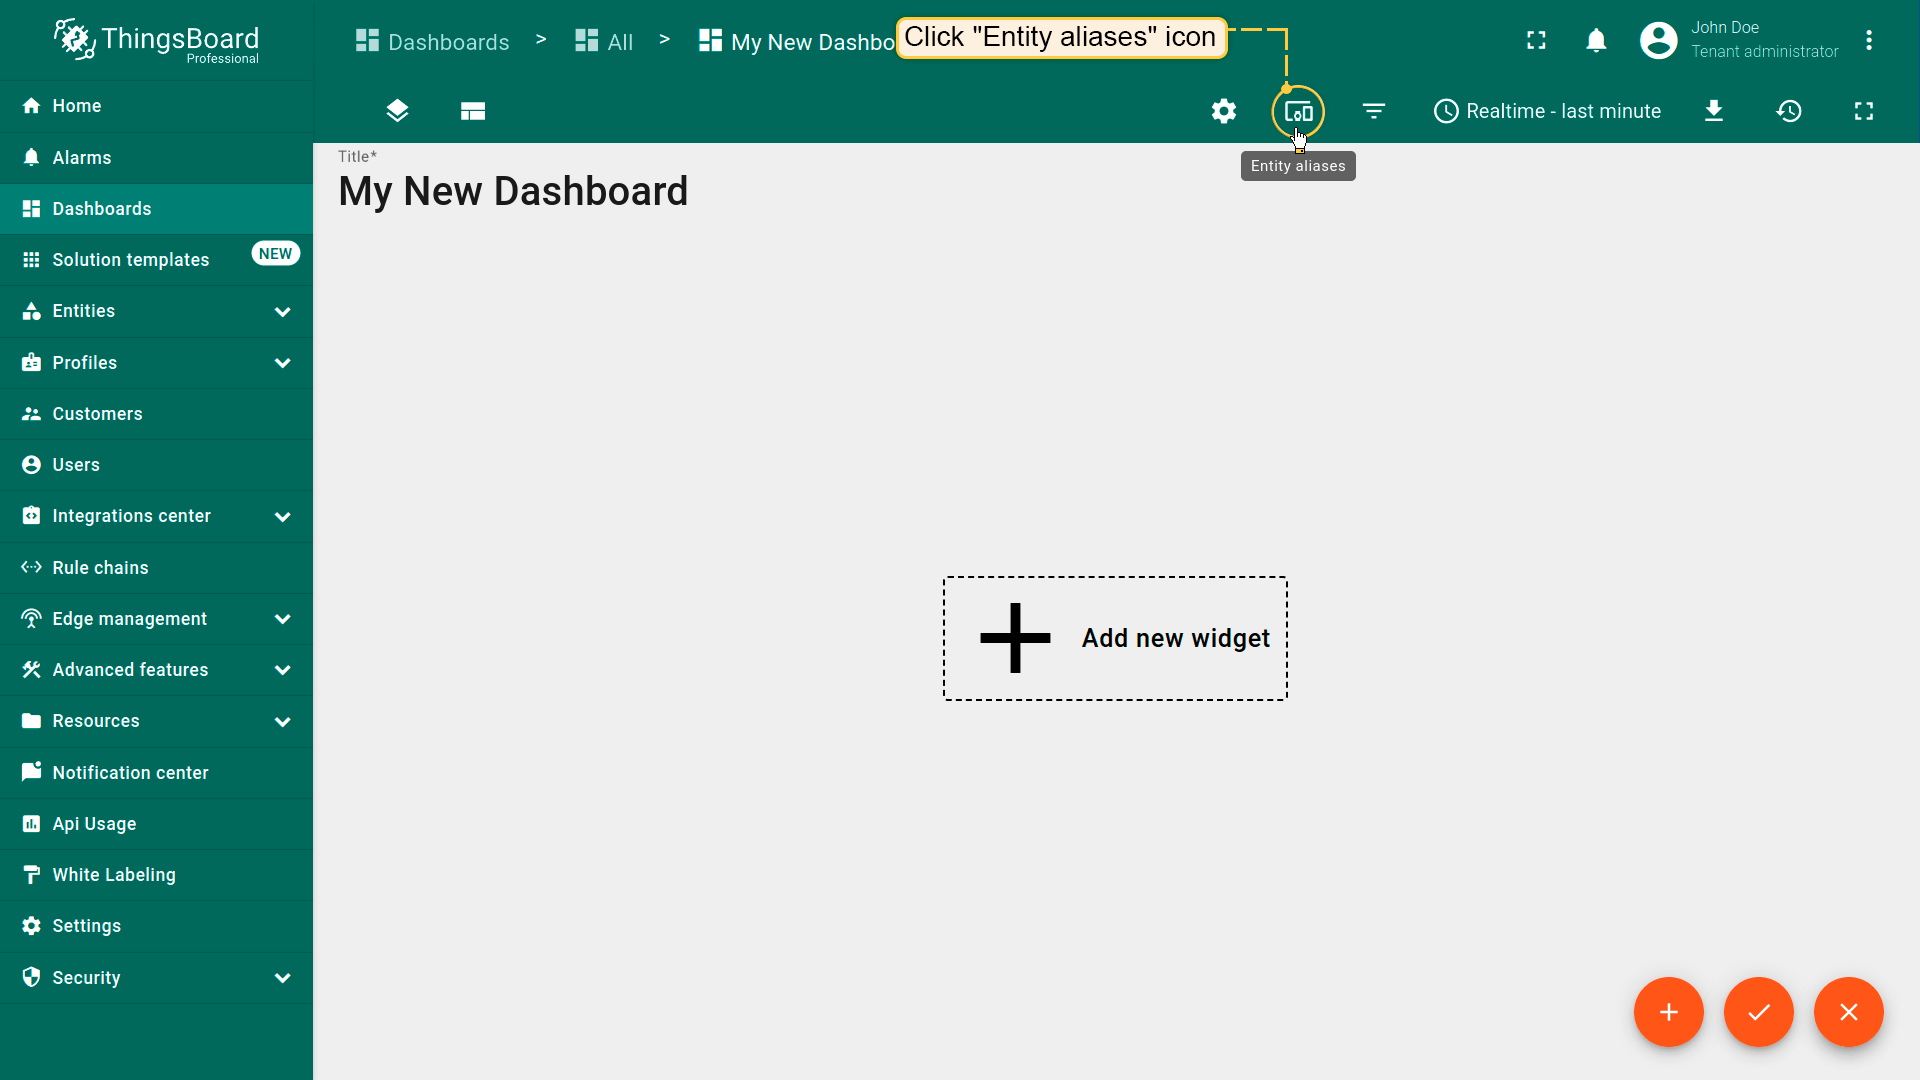 ThingsBoard
Professional
Dashboards > All > My New Dashbo
Click "Entity aliases" icon
John Doe
Tenant administrator
Realtime - last minute
Entity aliases
Home
Alarms
Dashboards
Solution templates NEW
Entities
Profiles
Customers
Users
Integrations center
Rule chains
Edge management
Advanced features
Resources
Notification center
Api Usage
White Labeling
Settings
Security
Title*
My New Dashboard
Add new widget